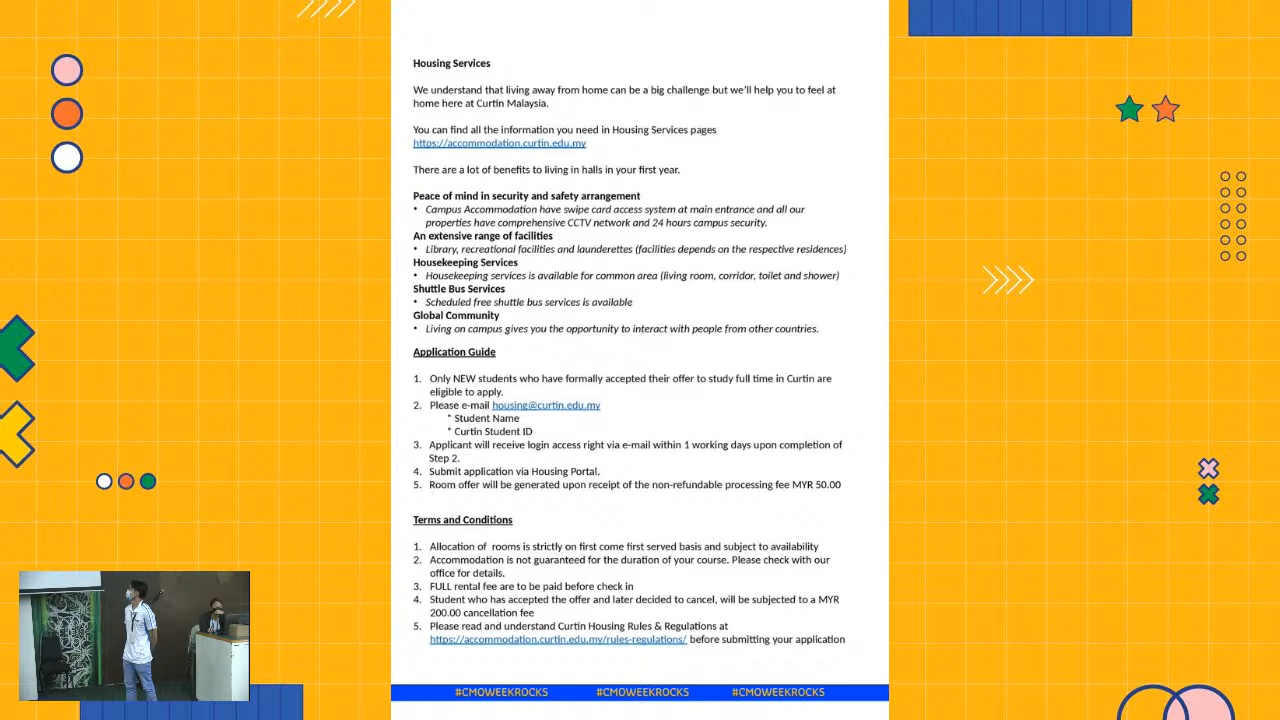 Housing Services
We understand that living away from home can be a big challenge but we'll help you to feel at
home here at Curtin Malaysia.
You can find all the information you need in Housing Services pages
https://accommodation.curtin.edu.my
There are a lot of benefits to living in halls in your first year.
Peace of mind in security and safety arrangement
• Campus Accommodation have swipe card access system at main entrance and all our
properties have comprehensive CCTV network and 24 hours campus security.
An extensive range of facilities
• Library, recreational facilities and launderettes (facilities depends on the respective residences)
Housekeeping Services
• Housekeeping services is available for common area (living room, corridor, toilet and shower)
Shuttle Bus Services
• Scheduled free shuttle bus services is available
Global Community
• Living on campus gives you the opportunity to interact with people from other countries.
Application Guide
1. Only NEW students who have formally accepted their offer to study full time in Curtin are
eligible to apply.
2. Please e-mail housing@curtin.edu.my
* Student Name
* Curtin Student ID
3. Applicant will receive login access right via e-mail within 1 working days upon completion of
Step 2.
4. Submit application via Housing Portal.
5. Room offer will be generated upon receipt of the non-refundable processing fee MYR 50.00
Terms and Conditions
1. Allocation of rooms is strictly on first come first served basis and subject to availability
2. Accommodation is not guaranteed for the duration of your course. Please check with our
office for details.
3. FULL rental fee are to be paid before check in
4. Student who has accepted the offer and later decided to cancel, will be subjected to a MYR
200.00 cancellation fee
5. Please read and understand Curtin Housing Rules & Regulations at
https://accommodation.curtin.edu.my/rules-regulations/ before submitting your application
#CMOWEEKROCKS #CMOWEEKROCKS #CMOWEEKROCKS